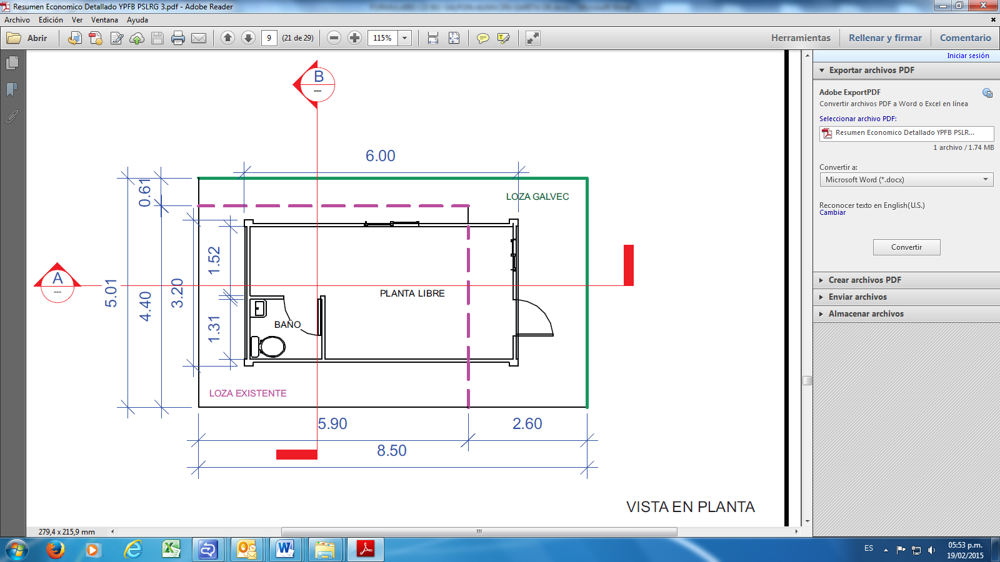 Resumen Economico Detallado YPFB PSLRG 3.pdf - Adobe Reader
Archivo Edición Ver Ventana Ayuda
Abrir 9 (21 de 29) 115% Herramientas Rellenar y firmar Comentario
Iniciar sesión
Exportar archivos PDF
Adobe ExportPDF
Convertir archivos PDF a Word o Excel en línea
Seleccionar archivo PDF:
Resumen Economico Detallado YPFB PSLR...
1 archivo / 1.74 MB
Convertir a:
Microsoft Word (*.docx)
Reconocer texto en English(U.S.)
Cambiar
Convertir
Crear archivos PDF
Enviar archivos
Almacenar archivos
B
---
6.00
0.61
LOZA GALVEC
1.52
A
---
5.01
4.40
3.20
PLANTA LIBRE
1.31
BAÑO
LOZA EXISTENTE
5.90
2.60
8.50
VISTA EN PLANTA
279,4 x 215,9 mm
ES
05:53 p.m.
19/02/2015